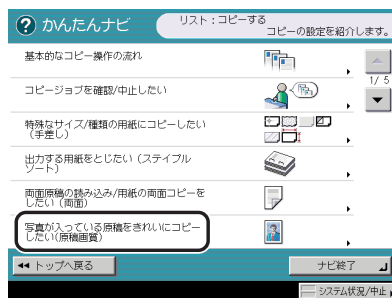 ? かんたんナビ
リスト：コピーする
コピーの設定を紹介します。
基本的なコピー操作の流れ
コピージョブを確認/中止したい
特殊なサイズ/種類の用紙にコピーしたい
（手差し）
出力する用紙をとじたい（ステイプル
ソート）
両面原稿の読み込み/用紙の両面コピーを
したい（両面）
写真が入っている原稿をきれいにコピー
したい(原稿画質)
1/ 5
トップへ戻る
ナビ終了
システム状況/中止